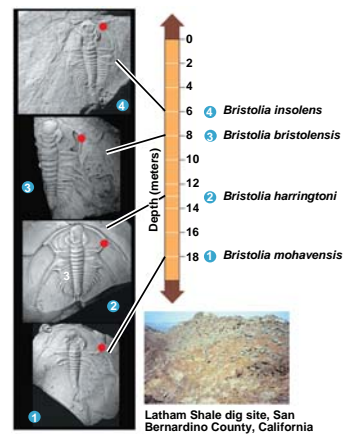 0
2
4
6
8
10
12
14
16
18
Depth (meters)
4 Bristolia insolens
3 Bristolia bristolensis
2 Bristolia harringtoni
1 Bristolia mohavensis
4
3
3
2
1
Latham Shale dig site, San
Bernardino County, California